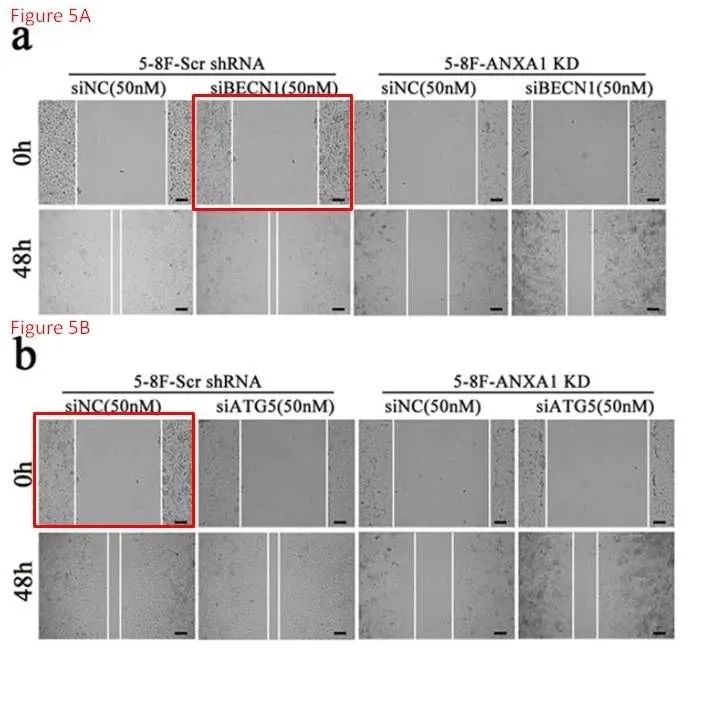 Figure 5A
a
5-8F-Scr shRNA 5-8F-ANXA1 KD
siNC(50nM) siBECN1(50nM) siNC(50nM) siBECN1(50nM)
0h
48h
Figure 5B
b
5-8F-Scr shRNA 5-8F-ANXA1 KD
siNC(50nM) siATG5(50nM) siNC(50nM) siATG5(50nM)
0h
48h